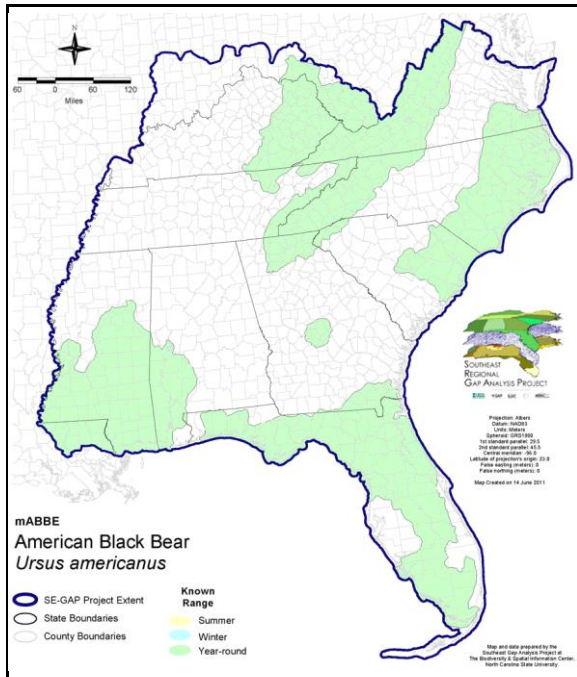 N
60 0 60 120
Miles
SOUTHEAST
REGIONAL
GAP ANALYSIS PROJECT
Projection: Albers
Datum: NAD83
Units: Meters
Spheroid: GRS1980
1st standard parallel: 29.5
2nd standard parallel: 45.5
Central meridian: -96.0
Latitude of projection's origin: 23.0
False easting (meters): 0
False northing (meters): 0
Map Created on 14 June 2011
mABBE
American Black Bear
Ursus americanus
SE-GAP Project Extent
State Boundaries
County Boundaries
Known
Range
Summer
Winter
Year-round
Map and data prepared by the
Southeast Gap Analysis Project at
The Biodiversity & Spatial Information Center,
North Carolina State University.